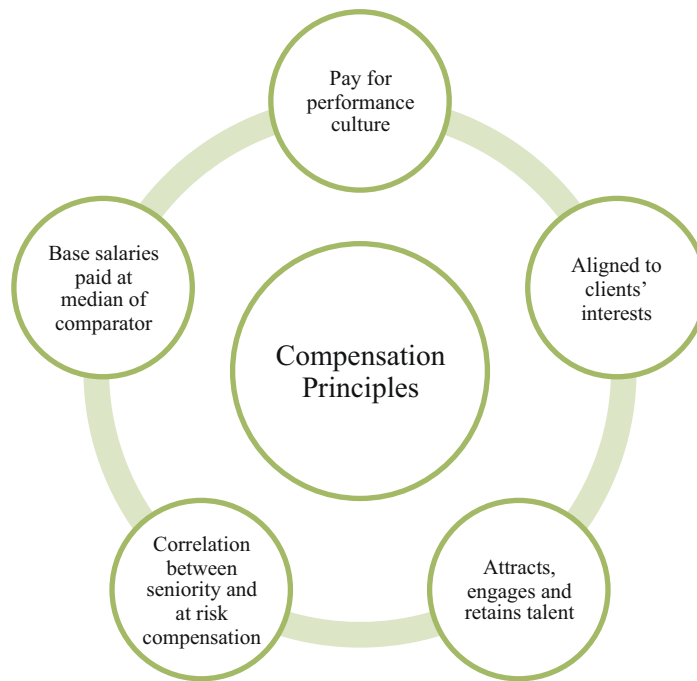 Pay for
performance
culture
Aligned to
clients’
interests
Attracts,
engages and
retains talent
Correlation
between
seniority and
at risk
compensation
Base salaries
paid at
median of
comparator
Compensation
Principles